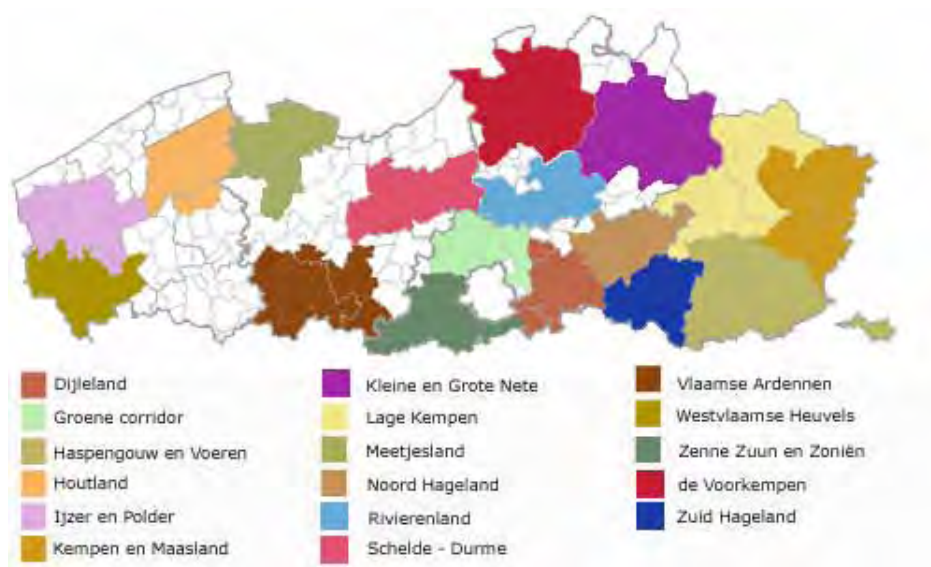 Dijleland
Groene corridor
Haspengouw en Voeren
Houtland
Ijzer en Polder
Kempen en Maasland
Kleine en Grote Nete
Lage Kempen
Meetjesland
Noord Hageland
Rivierenland
Schelde - Durme
Vlaamse Ardennen
Westvlaamse Heuvels
Zenne Zuun en Zoniën
de Voorkempen
Zuid Hageland